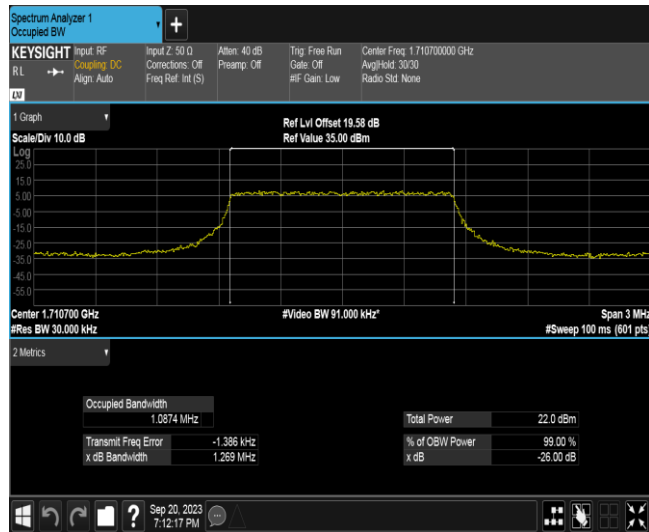 Spectrum Analyzer 1
Occupied BW
+
KEYSIGHT
RL
LXI
Input: RF
Coupling: DC
Align: Auto
Input Z: 50 Ω
Corrections: Off
Freq Ref: Int (S)
Atten: 40 dB
Preamp: Off
Trig: Free Run
Gate: Off
#IF Gain: Low
Center Freq: 1.710700000 GHz
Avg|Hold: 30/30
Radio Std: None
1 Graph
Scale/Div 10.0 dB
Ref Lvl Offset 19.58 dB
Ref Value 35.00 dBm
Log
25.0
15.0
5.00
-5.00
-15.0
-25.0
-35.0
-45.0
-55.0
Center 1.710700 GHz
#Res BW 30.000 kHz
#Video BW 91.000 kHz*
Span 3 MHz
#Sweep 100 ms (601 pts)
2 Metrics
Occupied Bandwidth
1.0874 MHz
Total Power 22.0 dBm
Transmit Freq Error -1.386 kHz
% of OBW Power 99.00 %
x dB Bandwidth 1.269 MHz
x dB -26.00 dB
?
Sep 20, 2023
7:12:17 PM